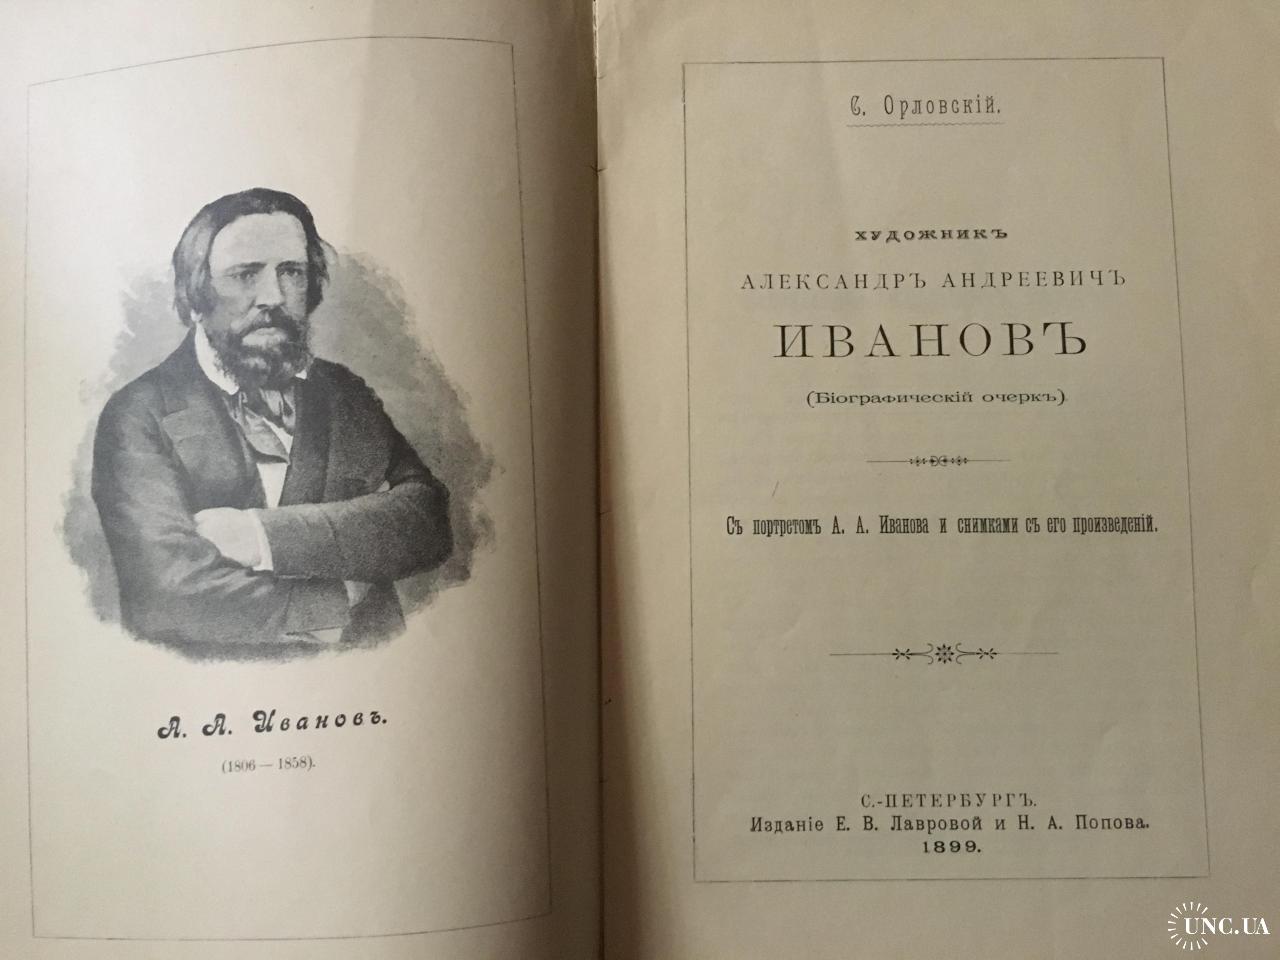 А. А. Ивановъ.
(1806 — 1858).
С. Орловскій.
ХУДОЖНИКЪ
АЛЕКСАНДРЪ АНДРЕЕВИЧЪ
ИВАНОВЪ
(Біографическій очеркъ).
Съ портретомъ А. А. Иванова и снимками съ его произведеній.
С.-ПЕТЕРБУРГЪ.
Изданіе Е. В. Лавровой и Н. А. Попова.
1899.
UNC.UA